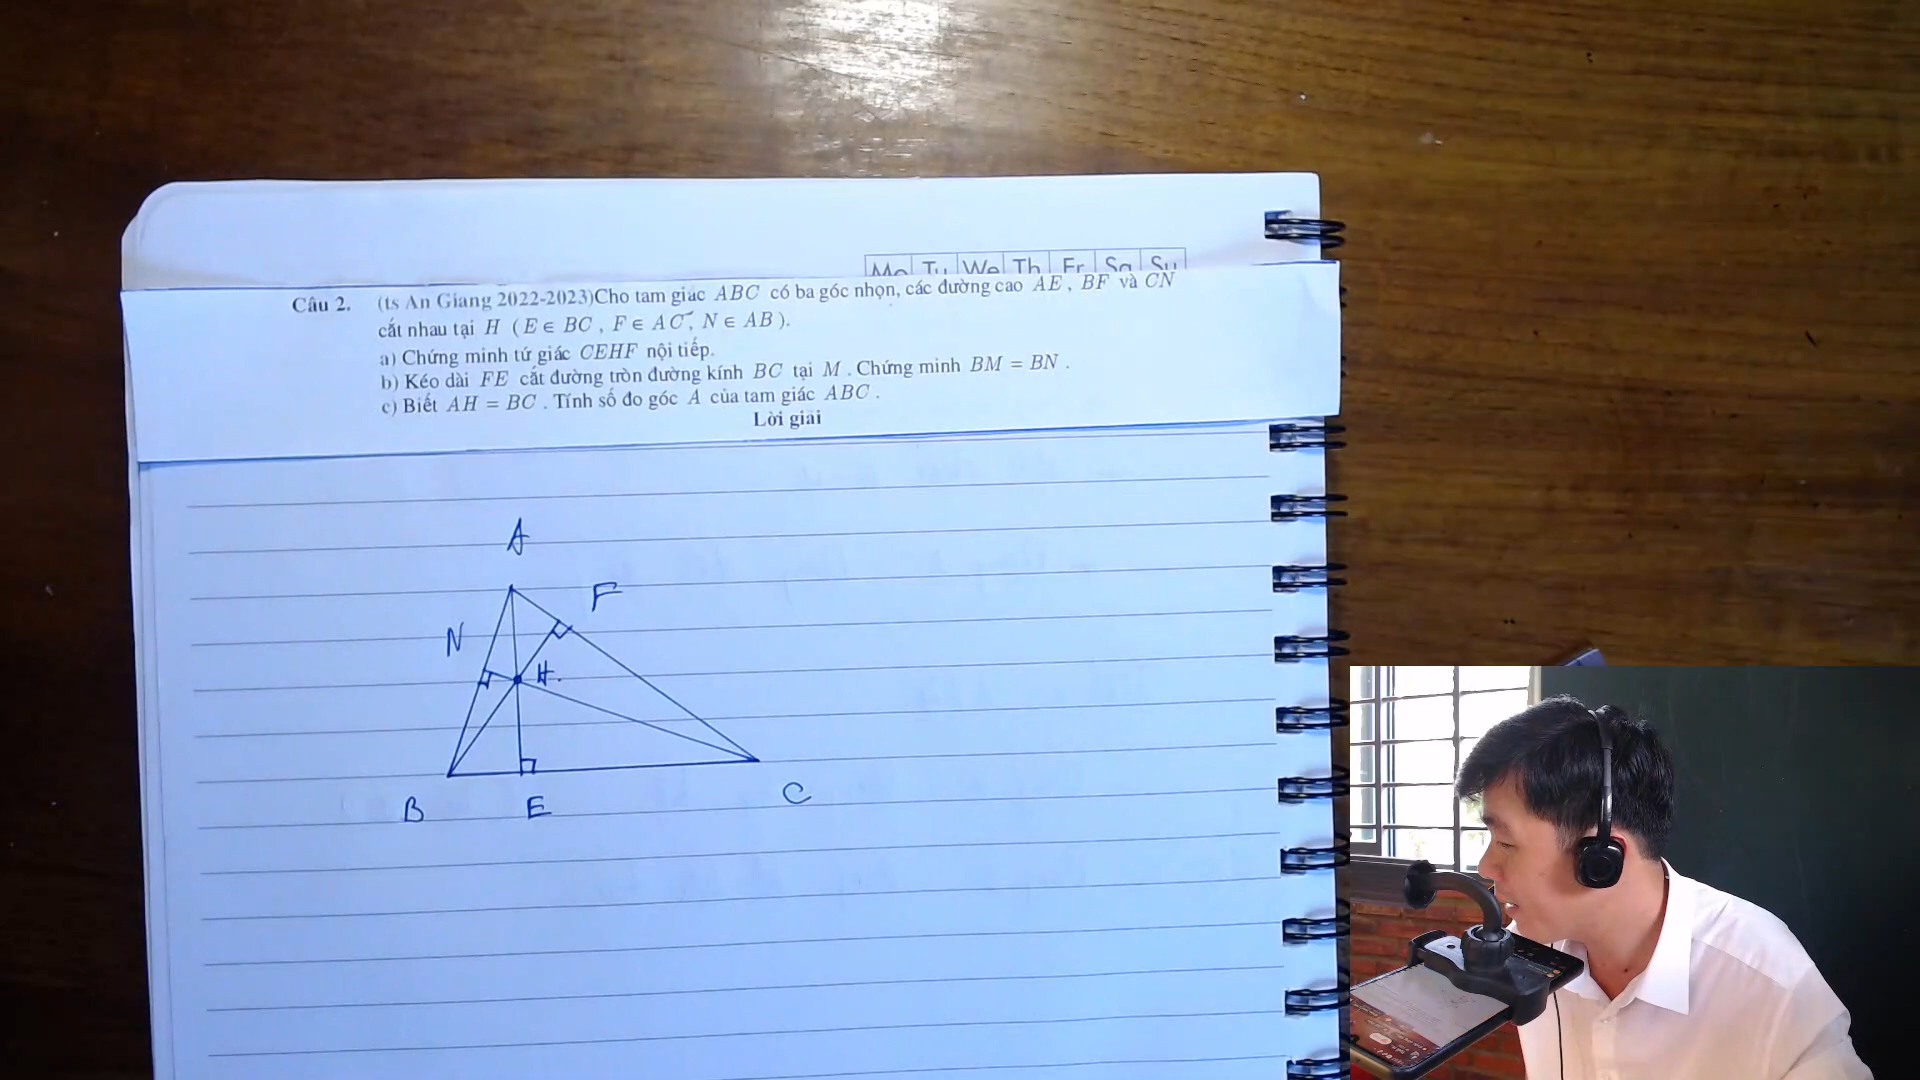 Mo Tu We Th Fr Sa Su
Câu 2. (ts An Giang 2022-2023)Cho tam giác ABC có ba góc nhọn, các đường cao AE , BF và CN
cắt nhau tại H ( E ∈ BC , F ∈ AC , N ∈ AB ).
a) Chứng minh tứ giác CEHF nội tiếp.
b) Kéo dài FE cắt đường tròn đường kính BC tại M . Chứng minh BM = BN .
c) Biết AH = BC . Tính số đo góc A của tam giác ABC .
Lời giải
A
F
N
H.
B E C